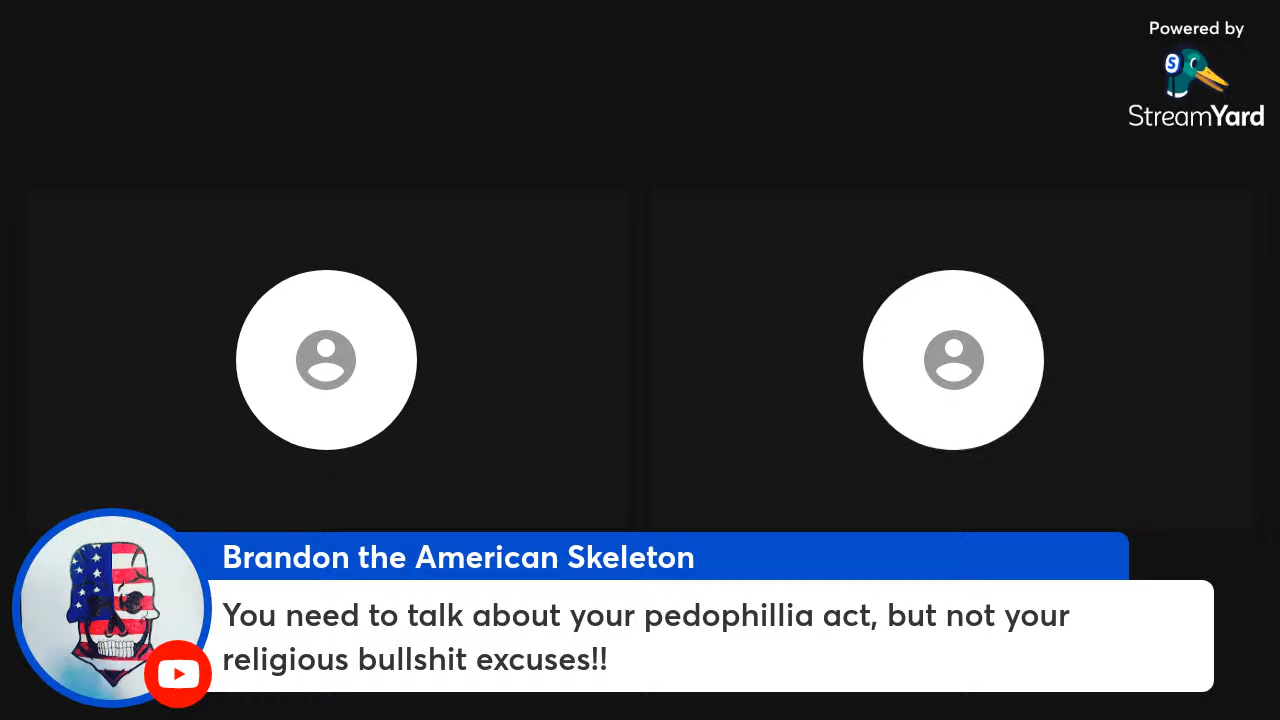 Powered by
S
StreamYard
Brandon the American Skeleton
You need to talk about your pedophillia act, but not your
religious bullshit excuses!!